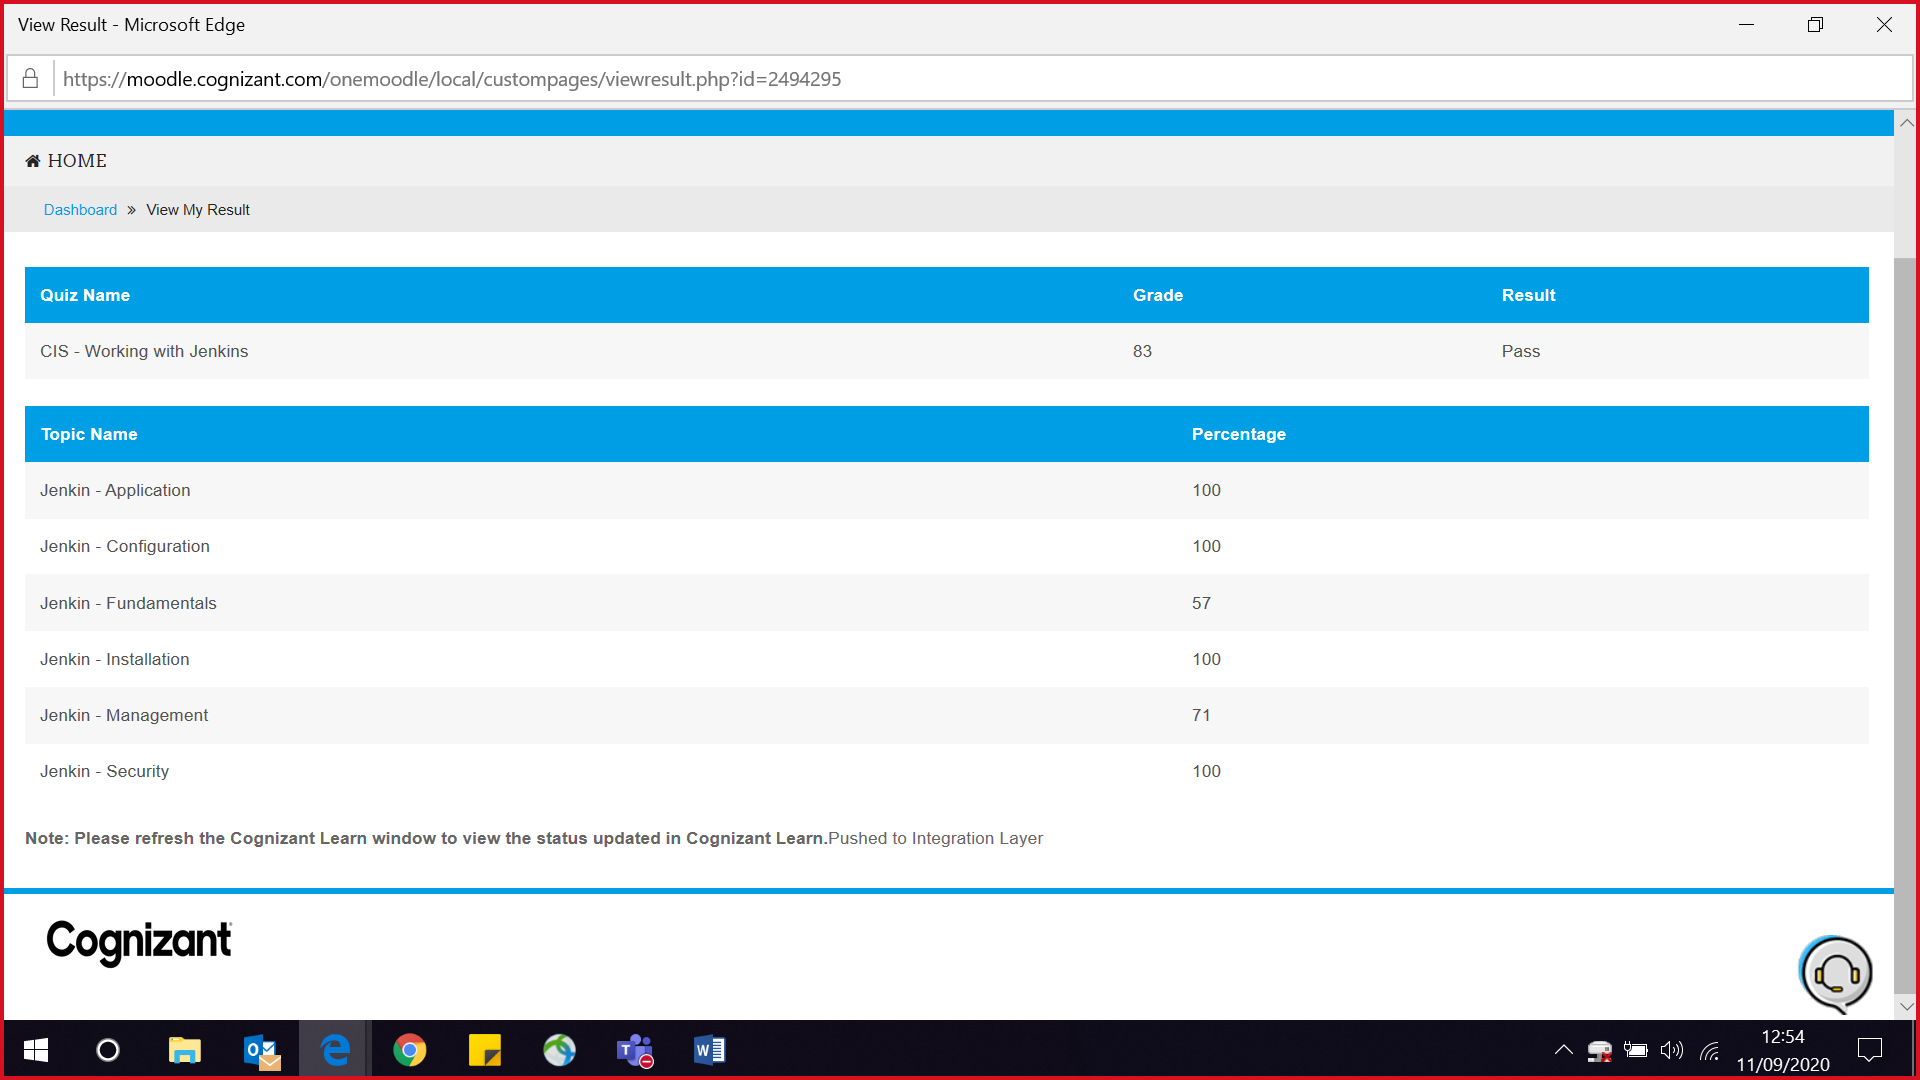 View Result - Microsoft Edge
https://moodle.cognizant.com/onemoodle/local/custompages/viewresult.php?id=2494295
HOME
Dashboard » View My Result
Quiz Name Grade Result
CIS - Working with Jenkins 83 Pass
Topic Name Percentage
Jenkin - Application 100
Jenkin - Configuration 100
Jenkin - Fundamentals 57
Jenkin - Installation 100
Jenkin - Management 71
Jenkin - Security 100
Note: Please refresh the Cognizant Learn window to view the status updated in Cognizant Learn.Pushed to Integration Layer
Cognizant
12:54
11/09/2020